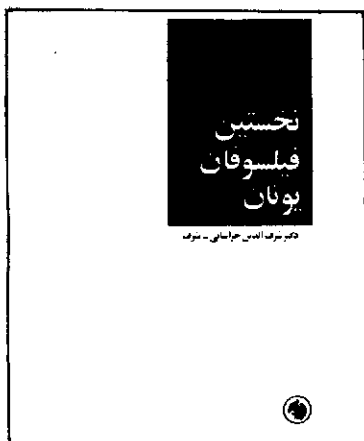 نخستین
فیلسوفان
یونان
دکتر شرف الدین خراسانی ـ شرف